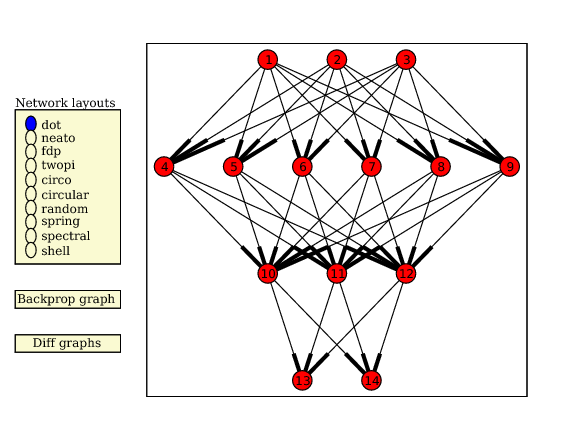 Network layouts
dot
neato
fdp
twopi
circo
circular
random
spring
spectral
shell
Backprop graph
Diff graphs
1 2 3
4 5 6 7 8 9
10 11 12
13 14